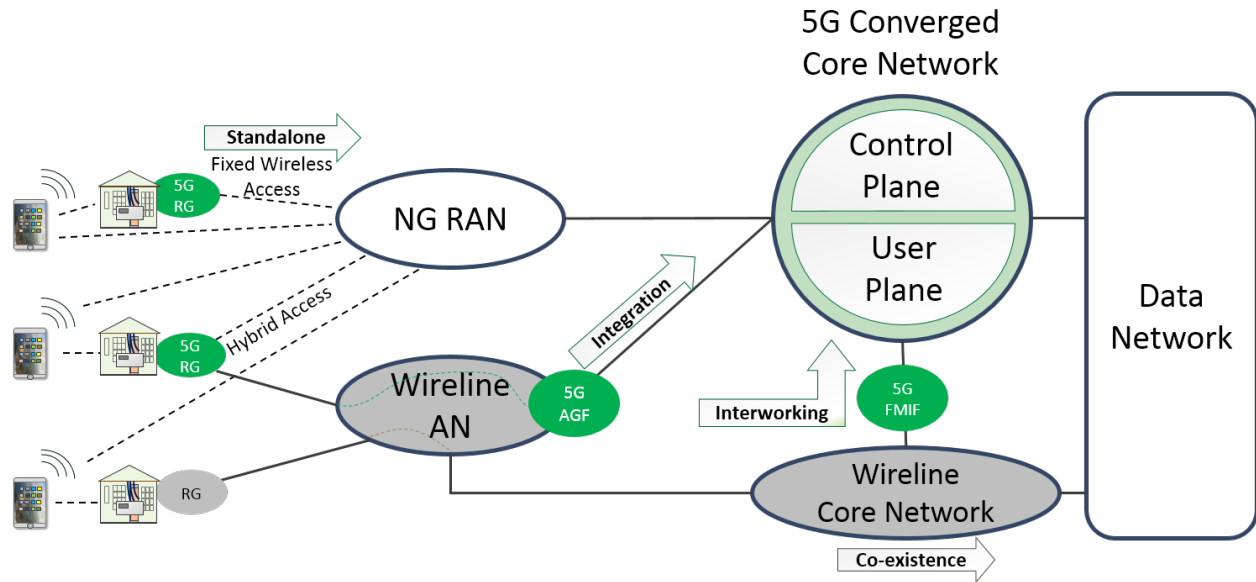 5G Converged
Core Network
Standalone
Fixed Wireless
Access
5G
RG
NG RAN
Control
Plane
User
Plane
Data
Network
Hybrid Access
Integration
5G
RG
Wireline
AN
5G
AGF
Interworking
5G
FMIF
RG
Wireline
Core Network
Co-existence